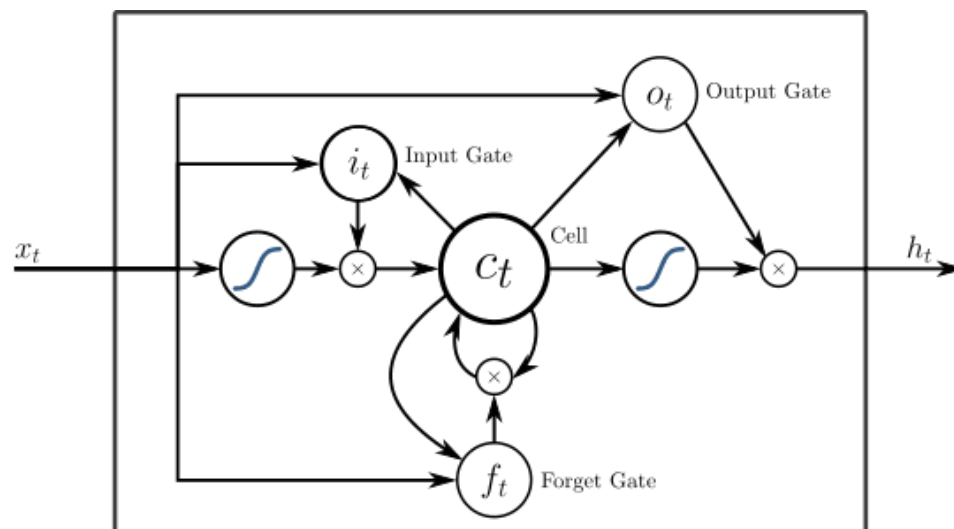 o_t Output Gate
i_t Input Gate
x_t
Cell
h_t
×
c_t
×
×
f_t Forget Gate